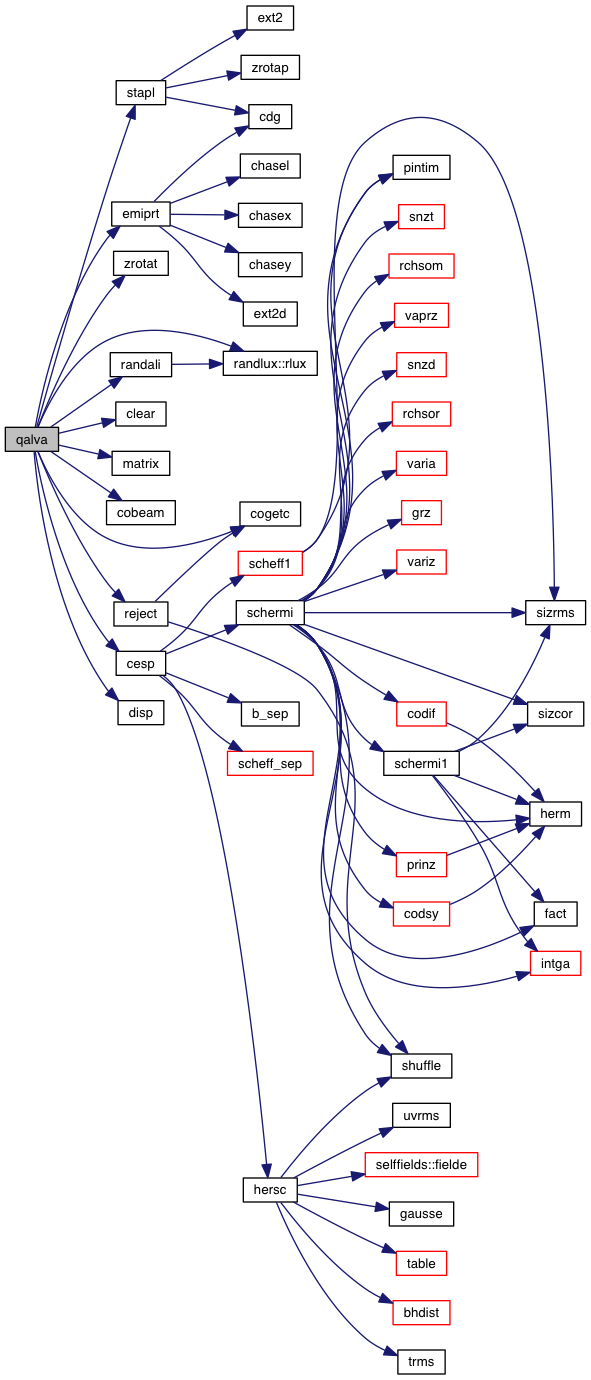 ext2
zrotap
stapl
cdg
chasel
pintim
emiprt
chasex
snzt
zrotat
chasey
rchsom
ext2d
vaprz
randali
randlux::rlux
snzd
clear
rchsor
qalva
matrix
varia
cobeam
cogetc
grz
scheff1
variz
reject
schermi
sizrms
cesp
disp
b_sep
codif
sizcor
scheff_sep
schermi1
herm
prinz
codsy
fact
intga
shuffle
uvrms
selffields::fielde
hersc
gausse
table
bhdist
trms